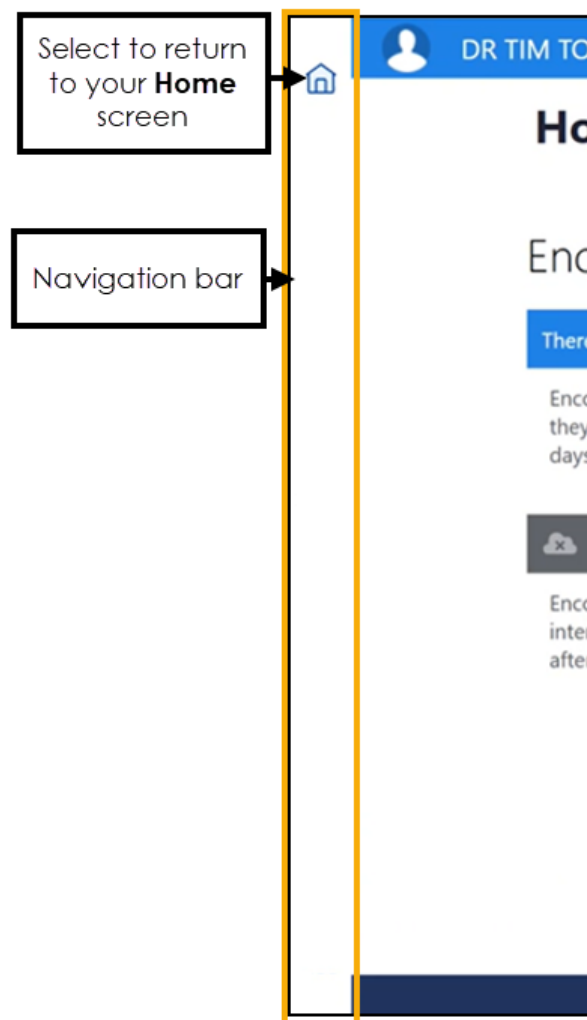 Select to return
to your Home
screen
Navigation bar
DR TIM TO
Ho
Enc
There
Enco
they
days
Enco
inter
after